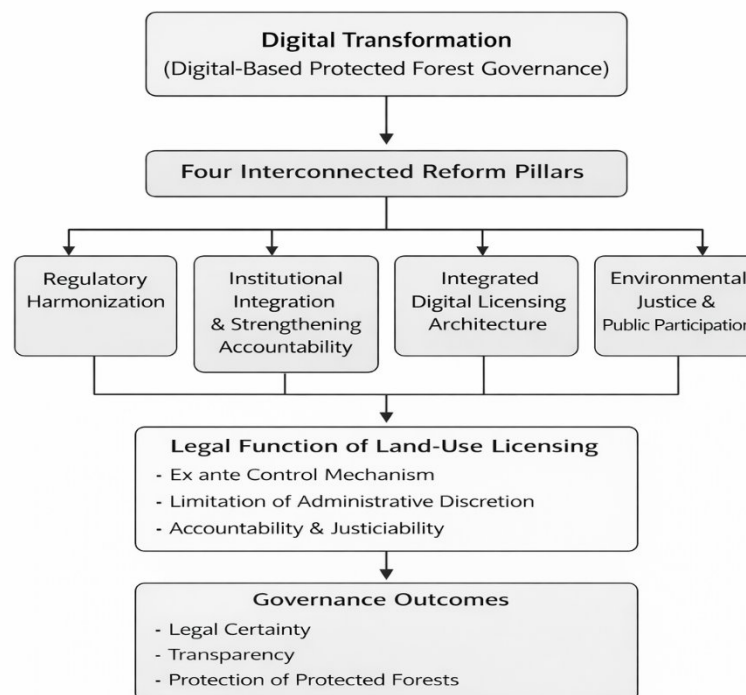 Digital Transformation
(Digital-Based Protected Forest Governance)
Four Interconnected Reform Pillars
Regulatory
Harmonization
Institutional
Integration
& Strengthening
Accountability
Integrated
Digital Licensing
Architecture
Environmental
Justice &
Public Participation
Legal Function of Land-Use Licensing
- Ex ante Control Mechanism
- Limitation of Administrative Discretion
- Accountability & Justiciability
Governance Outcomes
- Legal Certainty
- Transparency
- Protection of Protected Forests